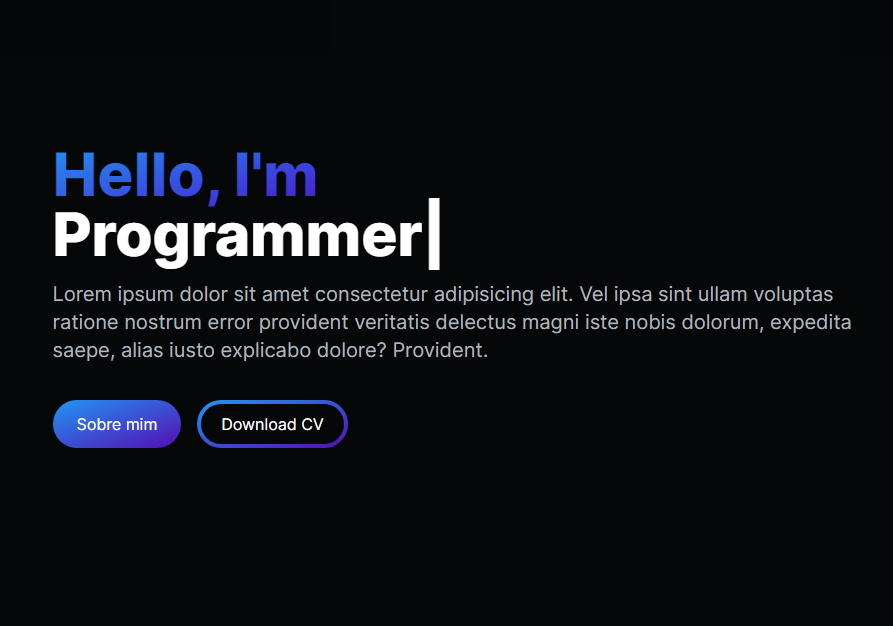 Hello, I'm
Programmer|
Lorem ipsum dolor sit amet consectetur adipisicing elit. Vel ipsa sint ullam voluptas
ratione nostrum error provident veritatis delectus magni iste nobis dolorum, expedita
saepe, alias iusto explicabo dolore? Provident.
Sobre mim
Download CV